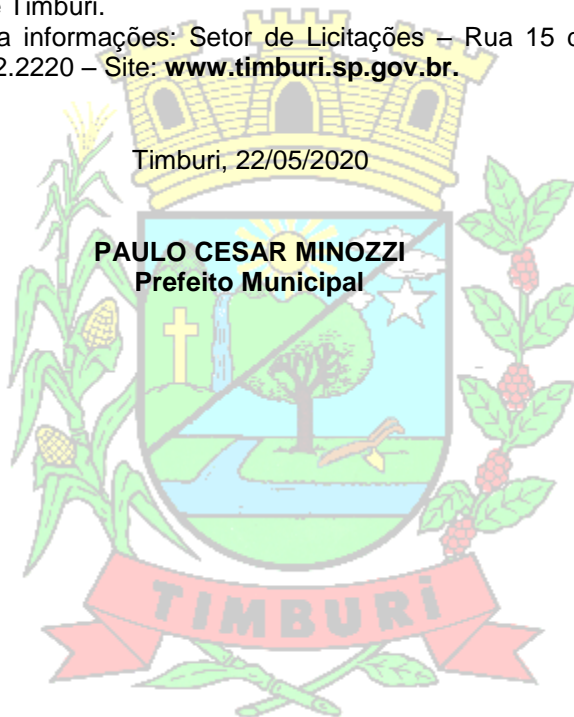 Timburi.
a informações: Setor de Licitações – Rua 15
2.2220 – Site: www.timburi.sp.gov.br.
Timburi, 22/05/2020
PAULO CESAR MINOZZI
Prefeito Municipal
TIMBURI